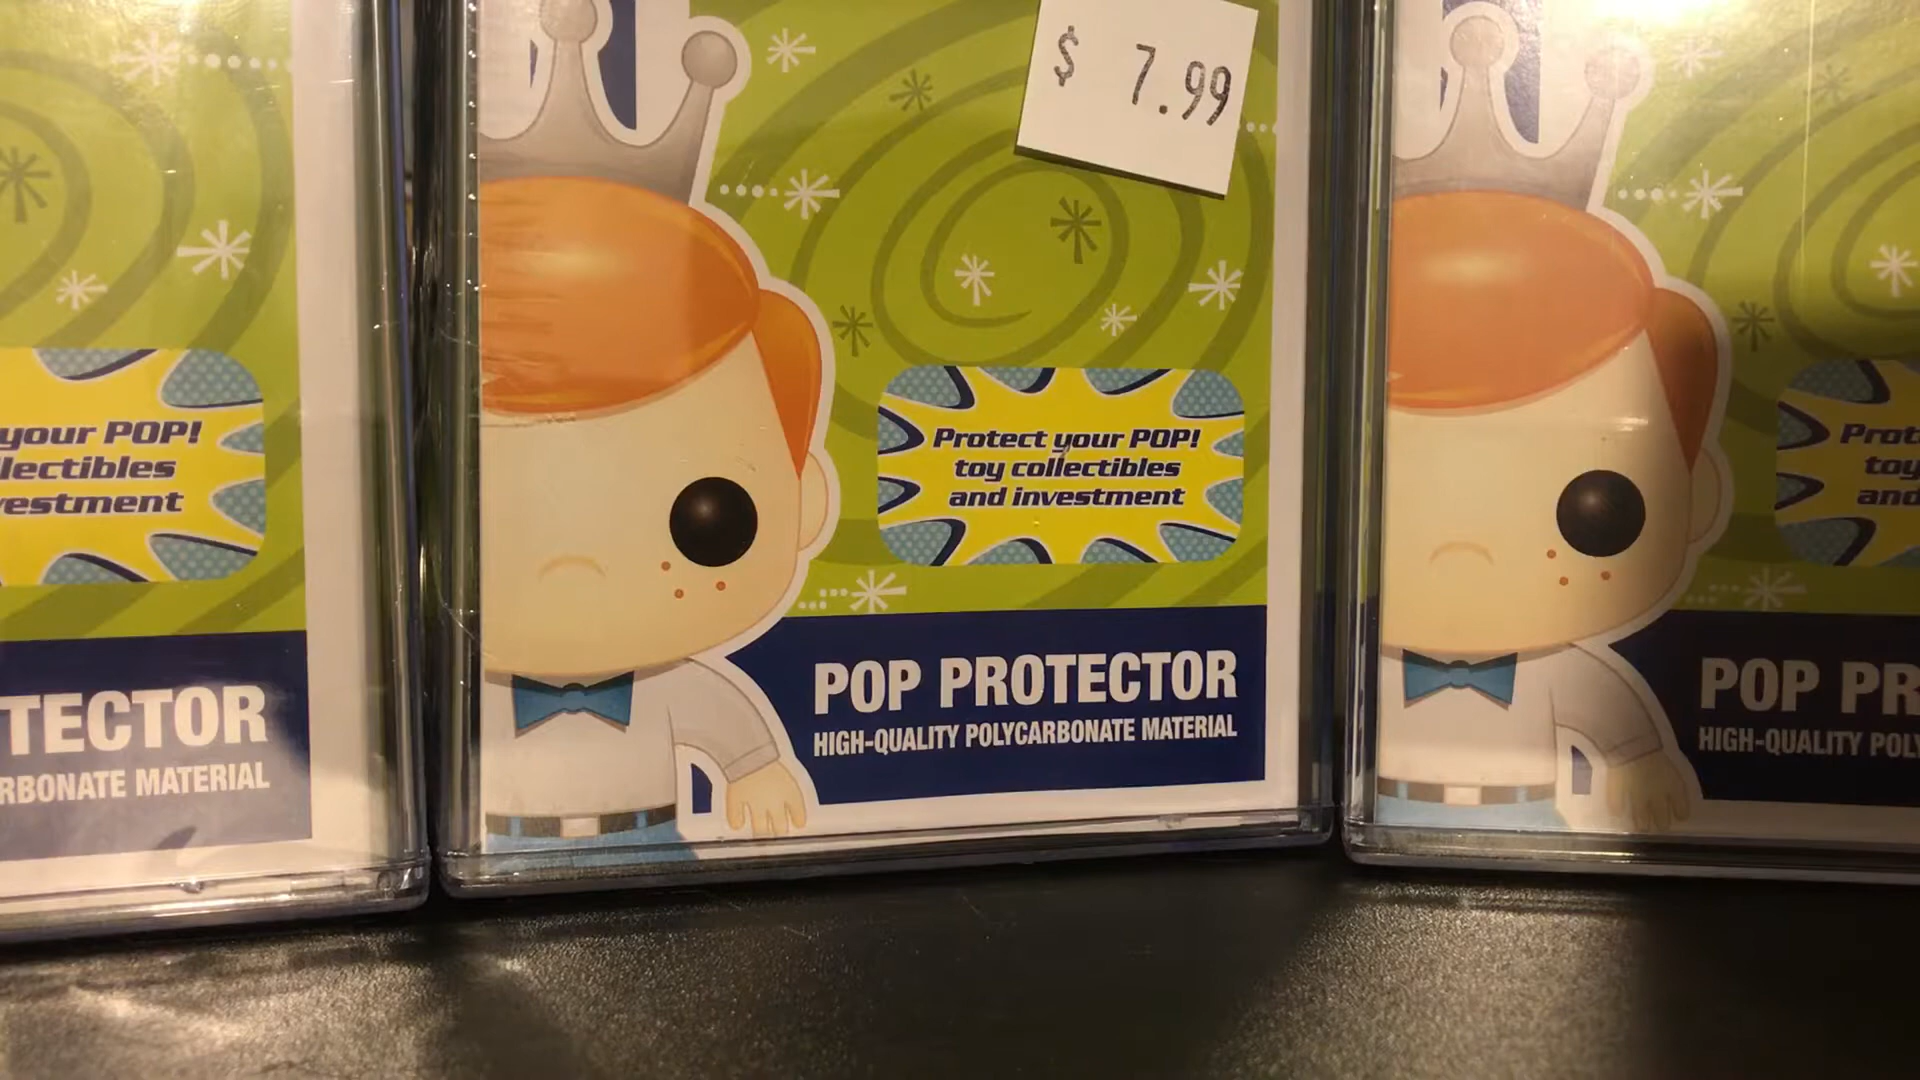 your POP!
lectibles
vestment
TECTOR
RBONATE MATERIAL
$ 7.99
Protect your POP!
toy collectibles
and investment
POP PROTECTOR
HIGH-QUALITY POLYCARBONATE MATERIAL
Prot
toy
and
POP PR
HIGH-QUALITY POLY